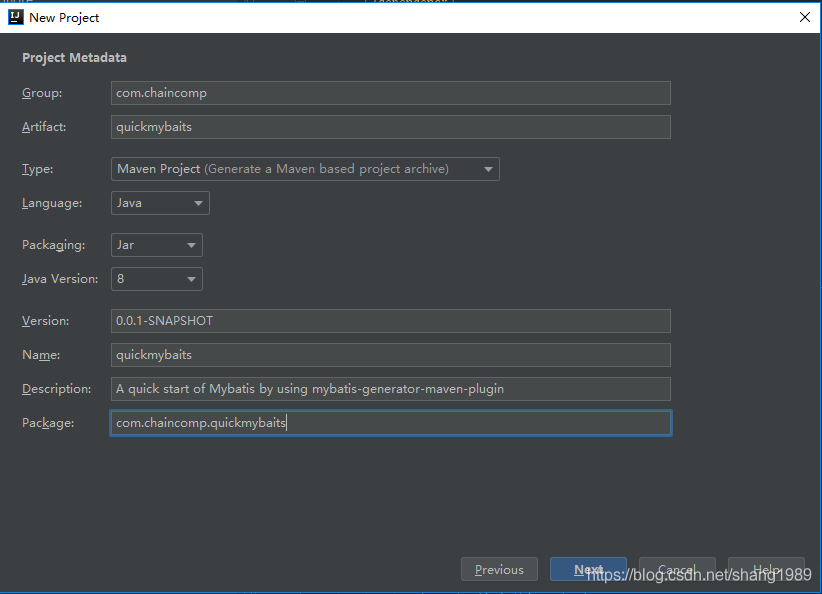 New Project
Project Metadata
Group: com.chaincomp
Artifact: quickmybaits
Type: Maven Project (Generate a Maven based project archive)
Language: Java
Packaging: Jar
Java Version: 8
Version: 0.0.1-SNAPSHOT
Name: quickmybaits
Description: A quick start of Mybatis by using mybatis-generator-maven-plugin
Package: com.chaincomp.quickmybaits
Previous Next Cancel Help
https://blog.csdn.net/shang1989